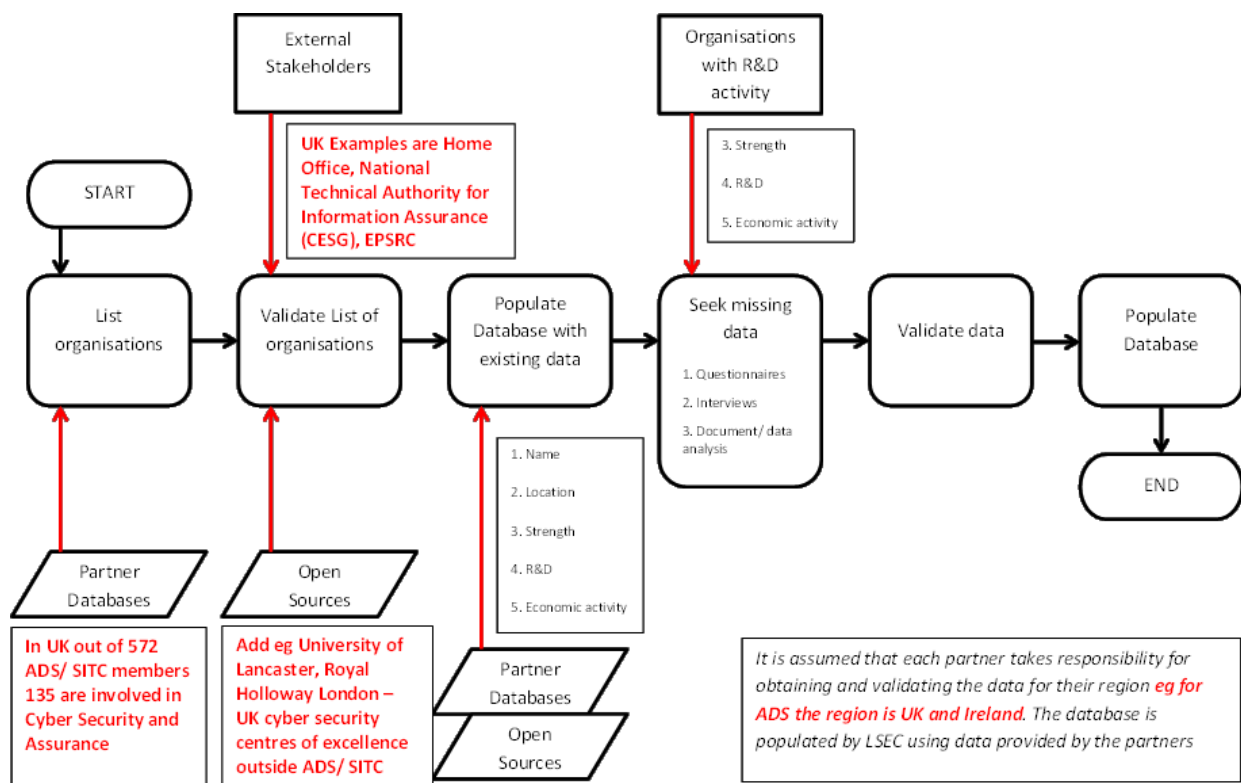 External
Stakeholders
Organisations
with R&D
activity
UK Examples are Home
Office, National
Technical Authority for
Information Assurance
(CESG), EPSRC
3. Strength
4. R&D
5. Economic activity
START
List
organisations
Validate List of
organisations
Populate
Database with
existing data
Seek missing
data
1. Questionnaires
2. Interviews
3. Document/ data
analysis
Validate data
Populate
Database
END
1. Name
2. Location
3. Strength
4. R&D
5. Economic activity
Partner
Databases
Open
Sources
In UK out of 572
ADS/ SITC members
135 are involved in
Cyber Security and
Assurance
Add eg University of
Lancaster, Royal
Holloway London –
UK cyber security
centres of excellence
outside ADS/ SITC
Partner
Databases
Open
Sources
It is assumed that each partner takes responsibility for
obtaining and validating the data for their region eg for
ADS the region is UK and Ireland. The database is
populated by LSEC using data provided by the partners